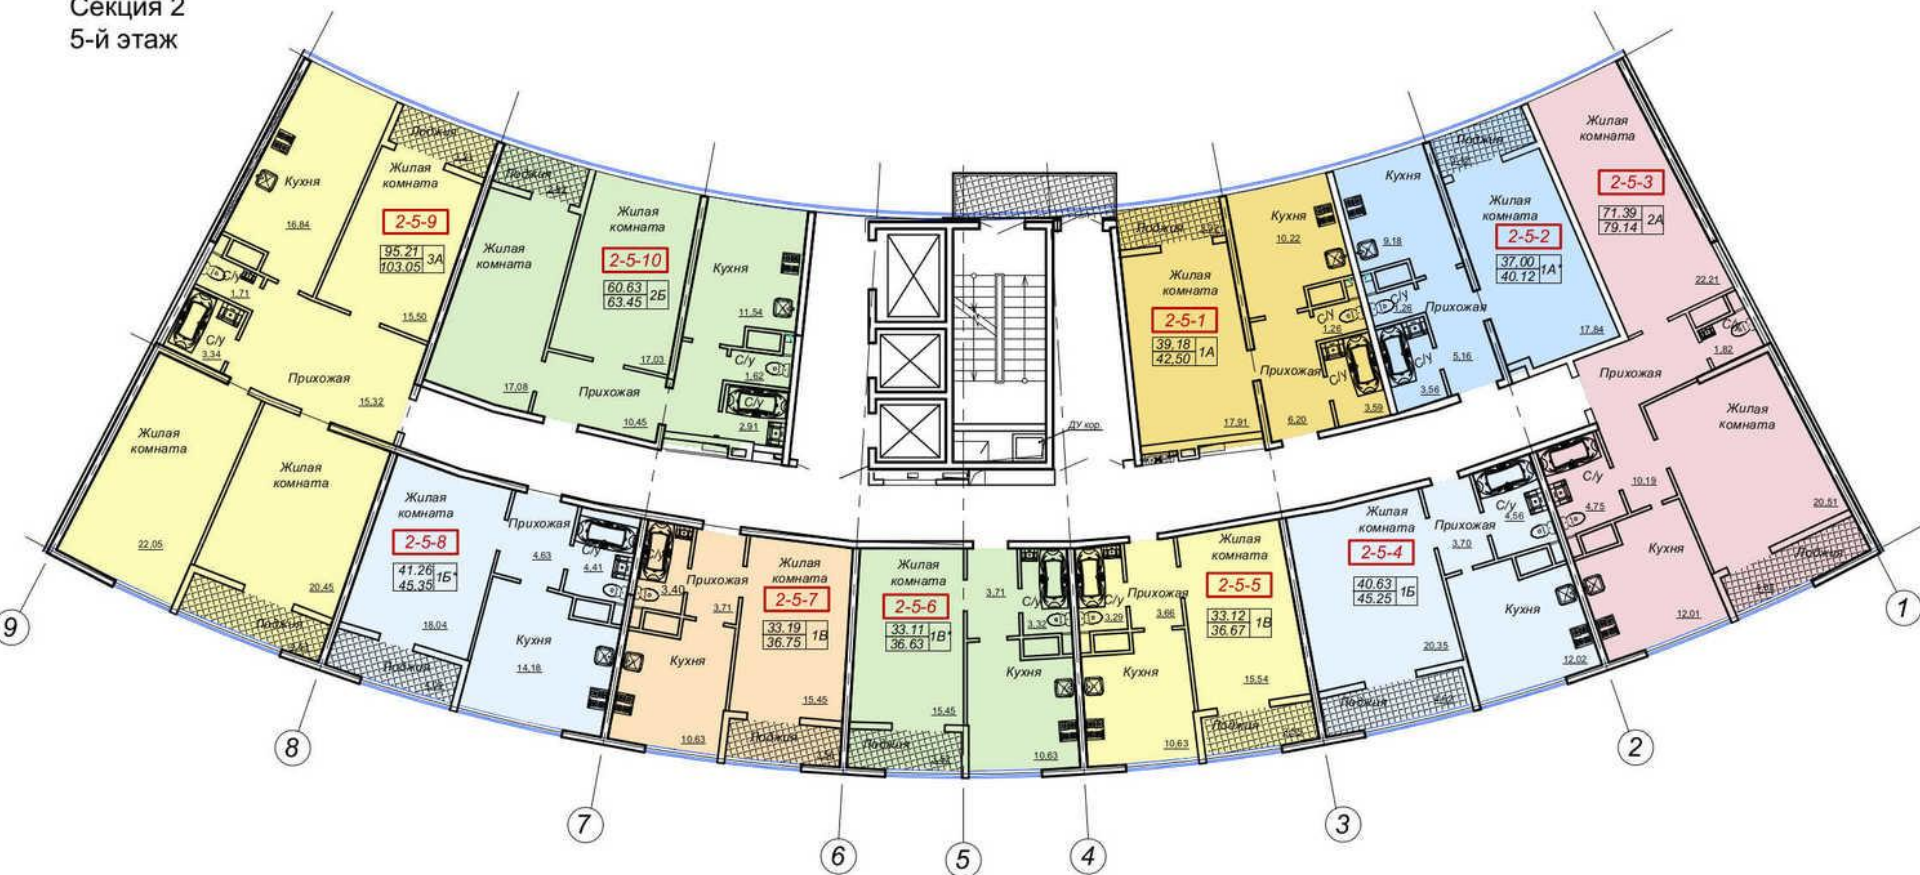 Секция 2
5-й этаж
Кухня
16,84
Лоджия
Жилая
комната
2-5-9
95.21
103.05
3А
15,50
С/у
1,71
С/у
3,34
Прихожая
15,32
Жилая
комната
22,05
Жилая
комната
20,45
Лоджия
Лоджия
Жилая
комната
17,08
Жилая
комната
2-5-10
60.63
63.45
2Б
17,03
Кухня
11,54
С/у
1,62
С/у
2,91
Прихожая
10,45
ДУ кор.
Лоджия
Жилая
комната
2-5-1
39,18
42,50
1А
17,91
Кухня
10,22
С/у
1,26
С/у
3,59
Прихожая
6,20
Кухня
9,18
С/у
1,26
С/у
3,56
Прихожая
5,16
Лоджия
Жилая
комната
2-5-2
37,00
40.12
1А*
17,84
Жилая
комната
2-5-3
71.39
79.14
2А
22,21
С/у
1,82
Прихожая
10,19
Жилая
комната
20,51
Лоджия
С/у
4,75
Кухня
12,01
Жилая
комната
2-5-8
41.26
45.35
1Б*
18,04
Лоджия
Прихожая
4,63
С/у
4,41
Кухня
14,18
С/у
3,40
Прихожая
3,71
Кухня
10,63
Жилая
комната
2-5-7
33.19
36.75
1В
15,45
Лоджия
Жилая
комната
2-5-6
33.11
36.63
1В*
15,45
Лоджия
3,71
С/у
3,32
Кухня
10,63
С/у
3,29
Прихожая
3,66
Кухня
10,63
Жилая
комната
2-5-5
33.12
36.67
1В
15,54
Лоджия
Жилая
комната
2-5-4
40.63
45.25
1Б
20,35
Лоджия
Прихожая
3,70
С/у
4,56
Кухня
12,02
9
8
7
6
5
4
3
2
1